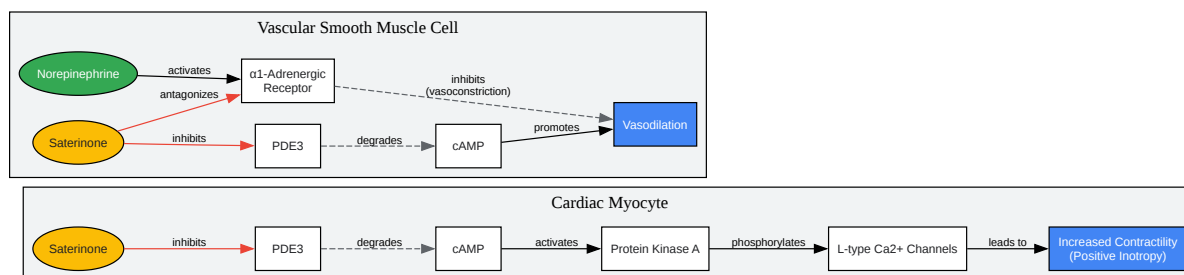 Vascular Smooth Muscle Cell
Norepinephrine
activates
α1-Adrenergic
Receptor
antagonizes
inhibits
(vasoconstriction)
Vasodilation
Saterinone
inhibits
PDE3
degrades
cAMP
promotes
Cardiac Myocyte
Saterinone
inhibits
PDE3
degrades
cAMP
activates
Protein Kinase A
phosphorylates
L-type Ca2+ Channels
leads to
Increased Contractility
(Positive Inotropy)